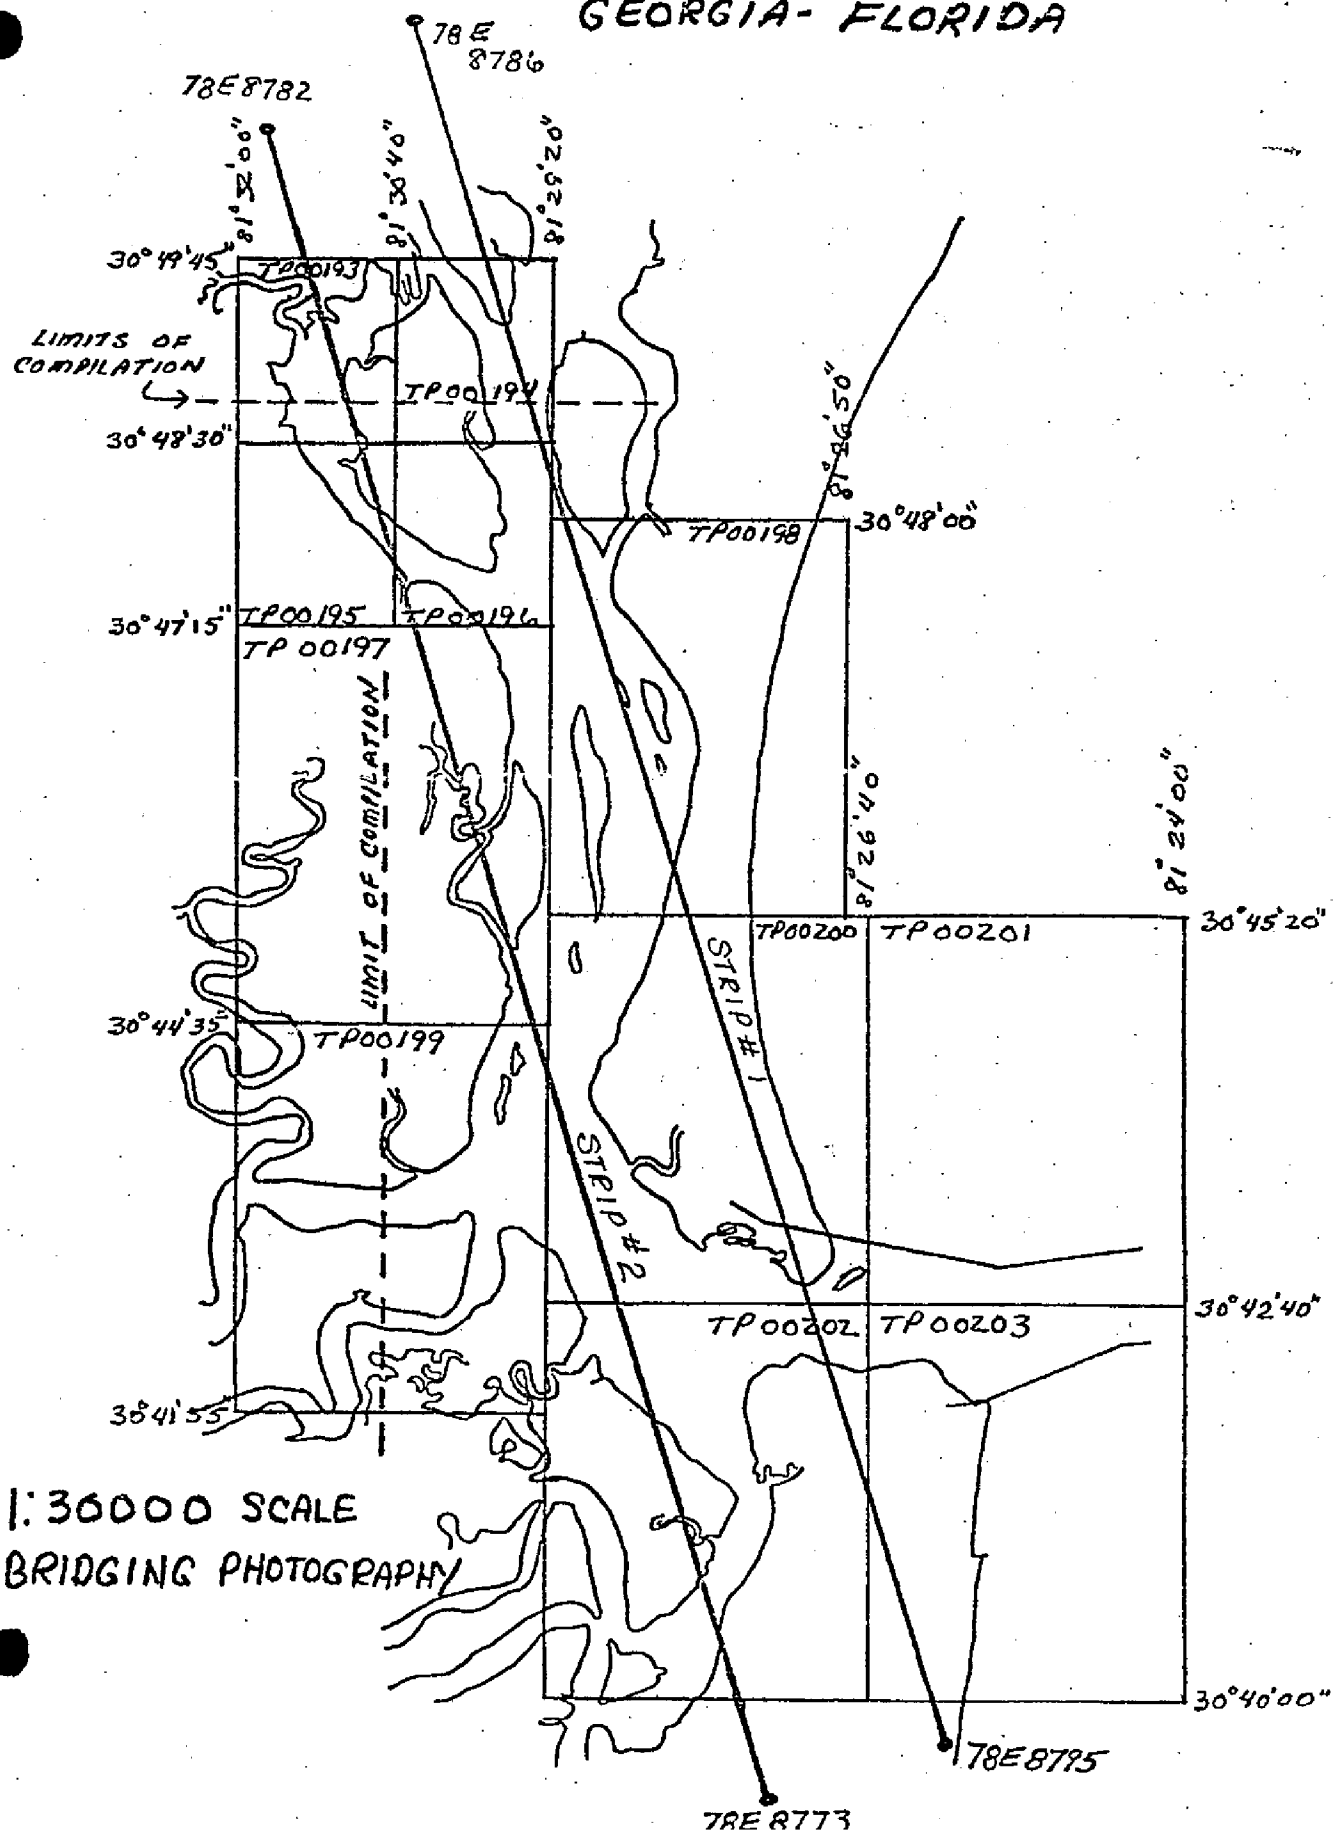 GEORGIA- FLORIDA
78E
8786
78E8782
81°32'00"
81°30'40"
81°29'20"
30°49'45"
TP00193
LIMITS OF
COMPILATION
TP00194
81°26'50"
30°48'30"
TP00198
30°48'00"
30°47'15"
TP00195
TP00196
TP00197
LIMIT OF COMPILATION
81°26'40"
81°24'00"
TP00200
TP00201
30°45'20"
STRIP #1
30°44'35"
TP00199
STRIP #2
TP00202
TP00203
30°42'40"
30°41'55"
1:30000 SCALE
BRIDGING PHOTOGRAPHY
30°40'00"
78E8795
78E8773